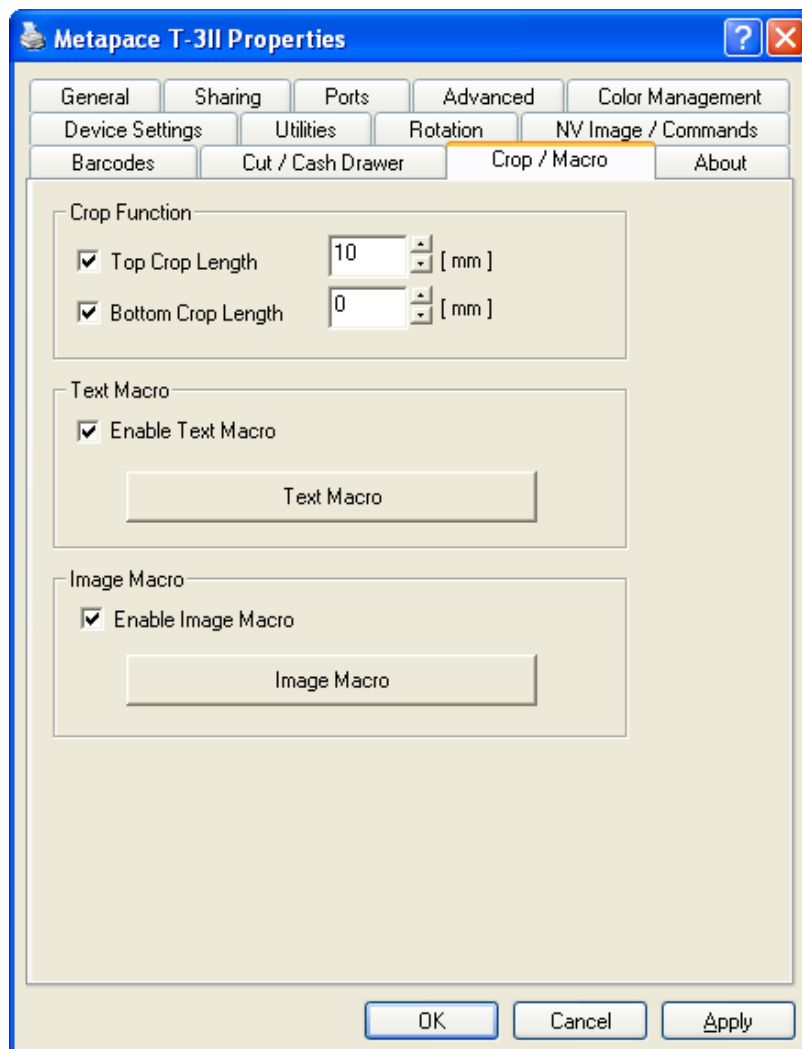 Metapace T-3II Properties
General Sharing Ports Advanced Color Management
Device Settings Utilities Rotation NV Image / Commands
Barcodes Cut / Cash Drawer Crop / Macro About
Crop Function
Top Crop Length 10 [ mm ]
Bottom Crop Length 0 [ mm ]
Text Macro
Enable Text Macro
Text Macro
Image Macro
Enable Image Macro
Image Macro
OK Cancel Apply